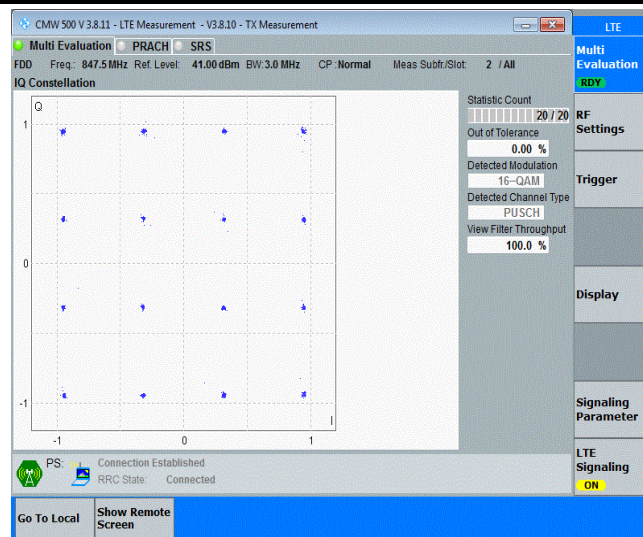 CMW 500 V 3.8.11 - LTE Measurement - V3.8.10 - TX Measurement
LTE
Multi Evaluation PRACH SRS
FDD Freq.: 847.5 MHz Ref. Level: 41.00 dBm BW: 3.0 MHz CP : Normal Meas Subfr./Slot: 2 / All
IQ Constellation
Q
1
0
-1
-1 0 1
I
Statistic Count
20 / 20
Out of Tolerance
0.00 %
Detected Modulation
16-QAM
Detected Channel Type
PUSCH
View Filter Throughput
100.0 %
Multi
Evaluation
RDY
RF
Settings
Trigger
Display
Signaling
Parameter
LTE
Signaling
ON
PS: Connection Established
RRC State: Connected
Go To Local
Show Remote
Screen